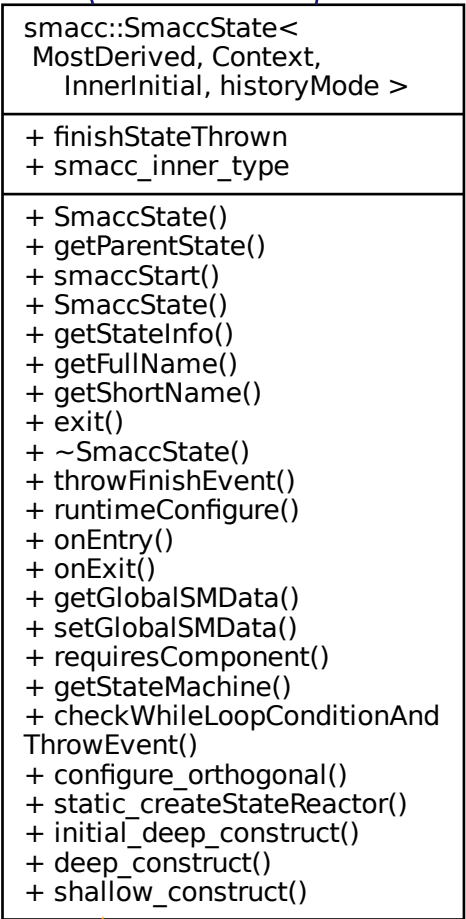 smacc::SmaccState<
MostDerived, Context,
InnerInitial, historyMode >
+ finishStateThrown
+ smacc_inner_type
+ SmaccState()
+ getParentState()
+ smaccStart()
+ SmaccState()
+ getStateInfo()
+ getFullName()
+ getShortName()
+ exit()
+ ~SmaccState()
+ throwFinishEvent()
+ runtimeConfigure()
+ onEntry()
+ onExit()
+ getGlobalSMData()
+ setGlobalSMData()
+ requiresComponent()
+ getStateMachine()
+ checkWhileLoopConditionAnd
ThrowEvent()
+ configure_orthogonal()
+ static_createStateReactor()
+ initial_deep_construct()
+ deep_construct()
+ shallow_construct()